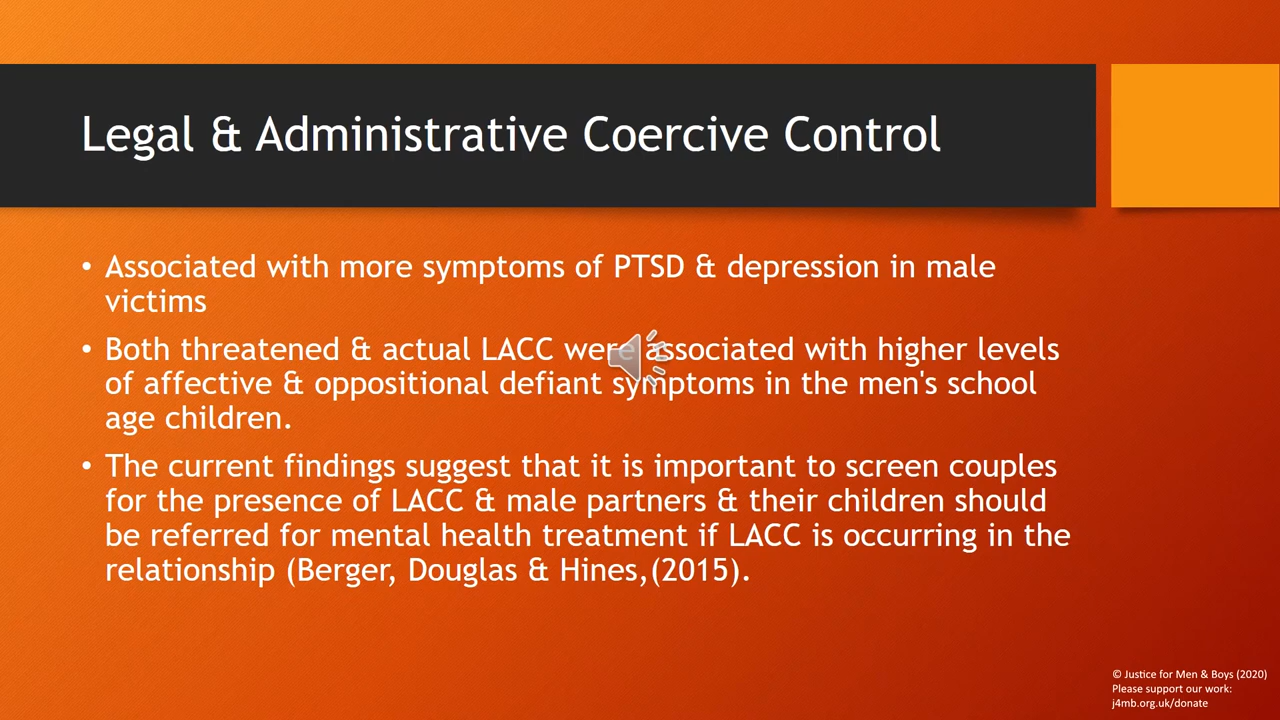 Legal & Administrative Coercive Control
• Associated with more symptoms of PTSD & depression in male
victims
• Both threatened & actual LACC were associated with higher levels
of affective & oppositional defiant symptoms in the men's school
age children.
• The current findings suggest that it is important to screen couples
for the presence of LACC & male partners & their children should
be referred for mental health treatment if LACC is occurring in the
relationship (Berger, Douglas & Hines,(2015).
© Justice for Men & Boys (2020)
Please support our work:
j4mb.org.uk/donate